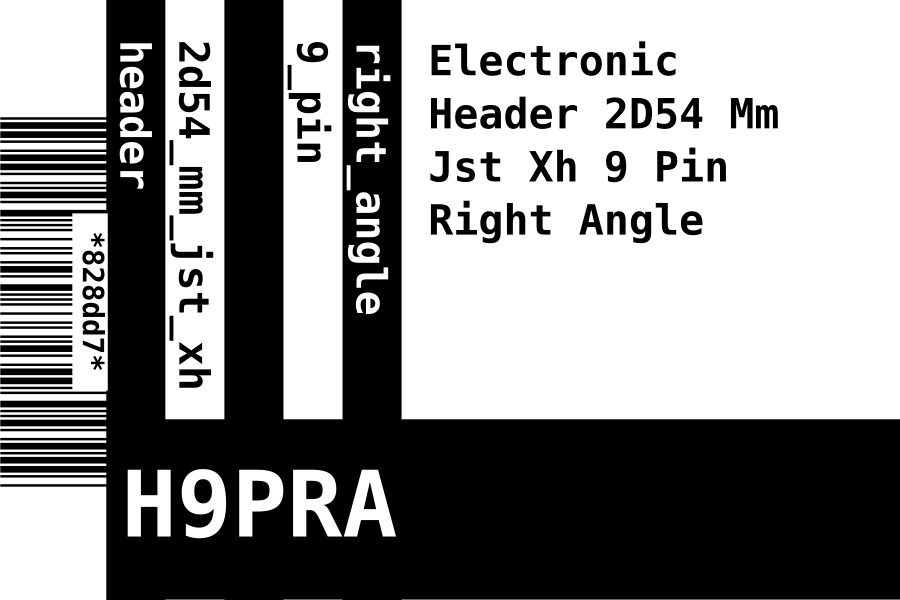 *828dd7*
header
2d54_mm_jst_xh
9_pin
right_angle
Electronic
Header 2D54 Mm
Jst Xh 9 Pin
Right Angle
H9PRA